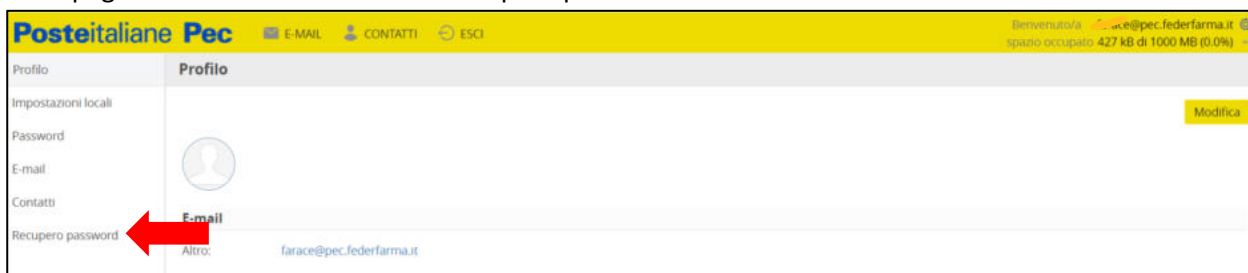 Posteitaliane Pec E-MAIL CONTATTI ESCI
Benvenuto/a @pec.federfarma.it
spazio occupato 427 kB di 1000 MB (0.0%)
Profilo
Impostazioni locali
Password
E-mail
Contatti
Recupero password
Profilo
Modifica
E-mail
Altro: farace@pec.federfarma.it